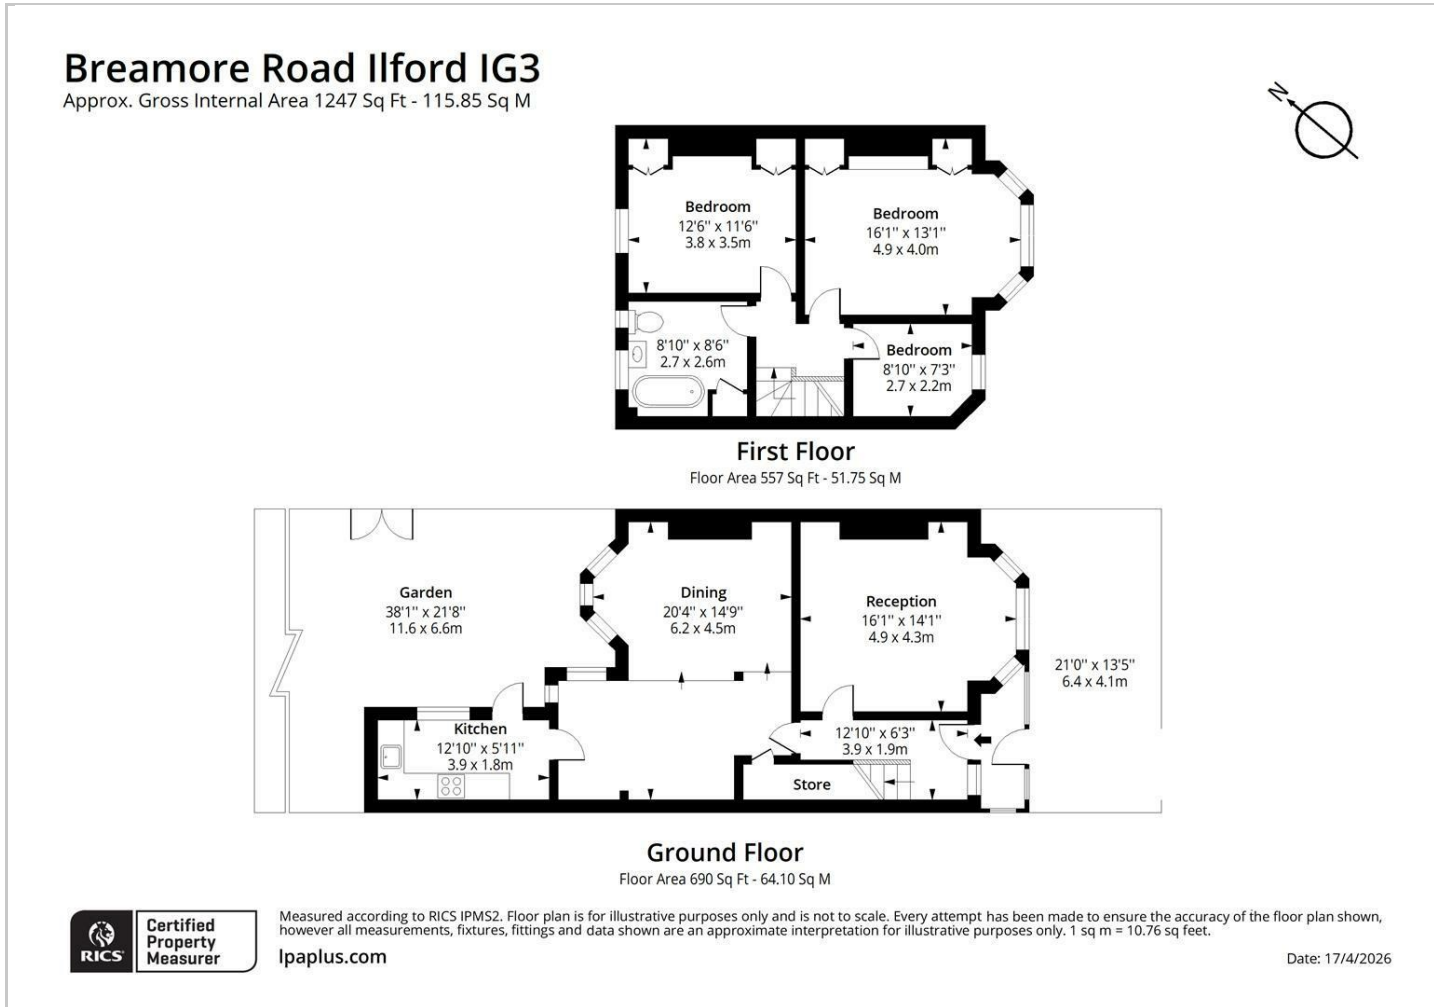 Breamore Road Ilford IG3
Approx. Gross Internal Area 1247 Sq Ft - 115.85 Sq M
N
Bedroom
12'6" x 11'6"
3.8 x 3.5m
Bedroom
16'1" x 13'1"
4.9 x 4.0m
8'10" x 8'6"
2.7 x 2.6m
Bedroom
8'10" x 7'3"
2.7 x 2.2m
First Floor
Floor Area 557 Sq Ft - 51.75 Sq M
Garden
38'1" x 21'8"
11.6 x 6.6m
Dining
20'4" x 14'9"
6.2 x 4.5m
Reception
16'1" x 14'1"
4.9 x 4.3m
21'0" x 13'5"
6.4 x 4.1m
Kitchen
12'10" x 5'11"
3.9 x 1.8m
12'10" x 6'3"
3.9 x 1.9m
Store
Ground Floor
Floor Area 690 Sq Ft - 64.10 Sq M
RICS
Certified
Property
Measurer
Measured according to RICS IPMS2. Floor plan is for illustrative purposes only and is not to scale. Every attempt has been made to ensure the accuracy of the floor plan shown,
however all measurements, fixtures, fittings and data shown are an approximate interpretation for illustrative purposes only. 1 sq m = 10.76 sq feet.
lpaplus.com
Date: 17/4/2026